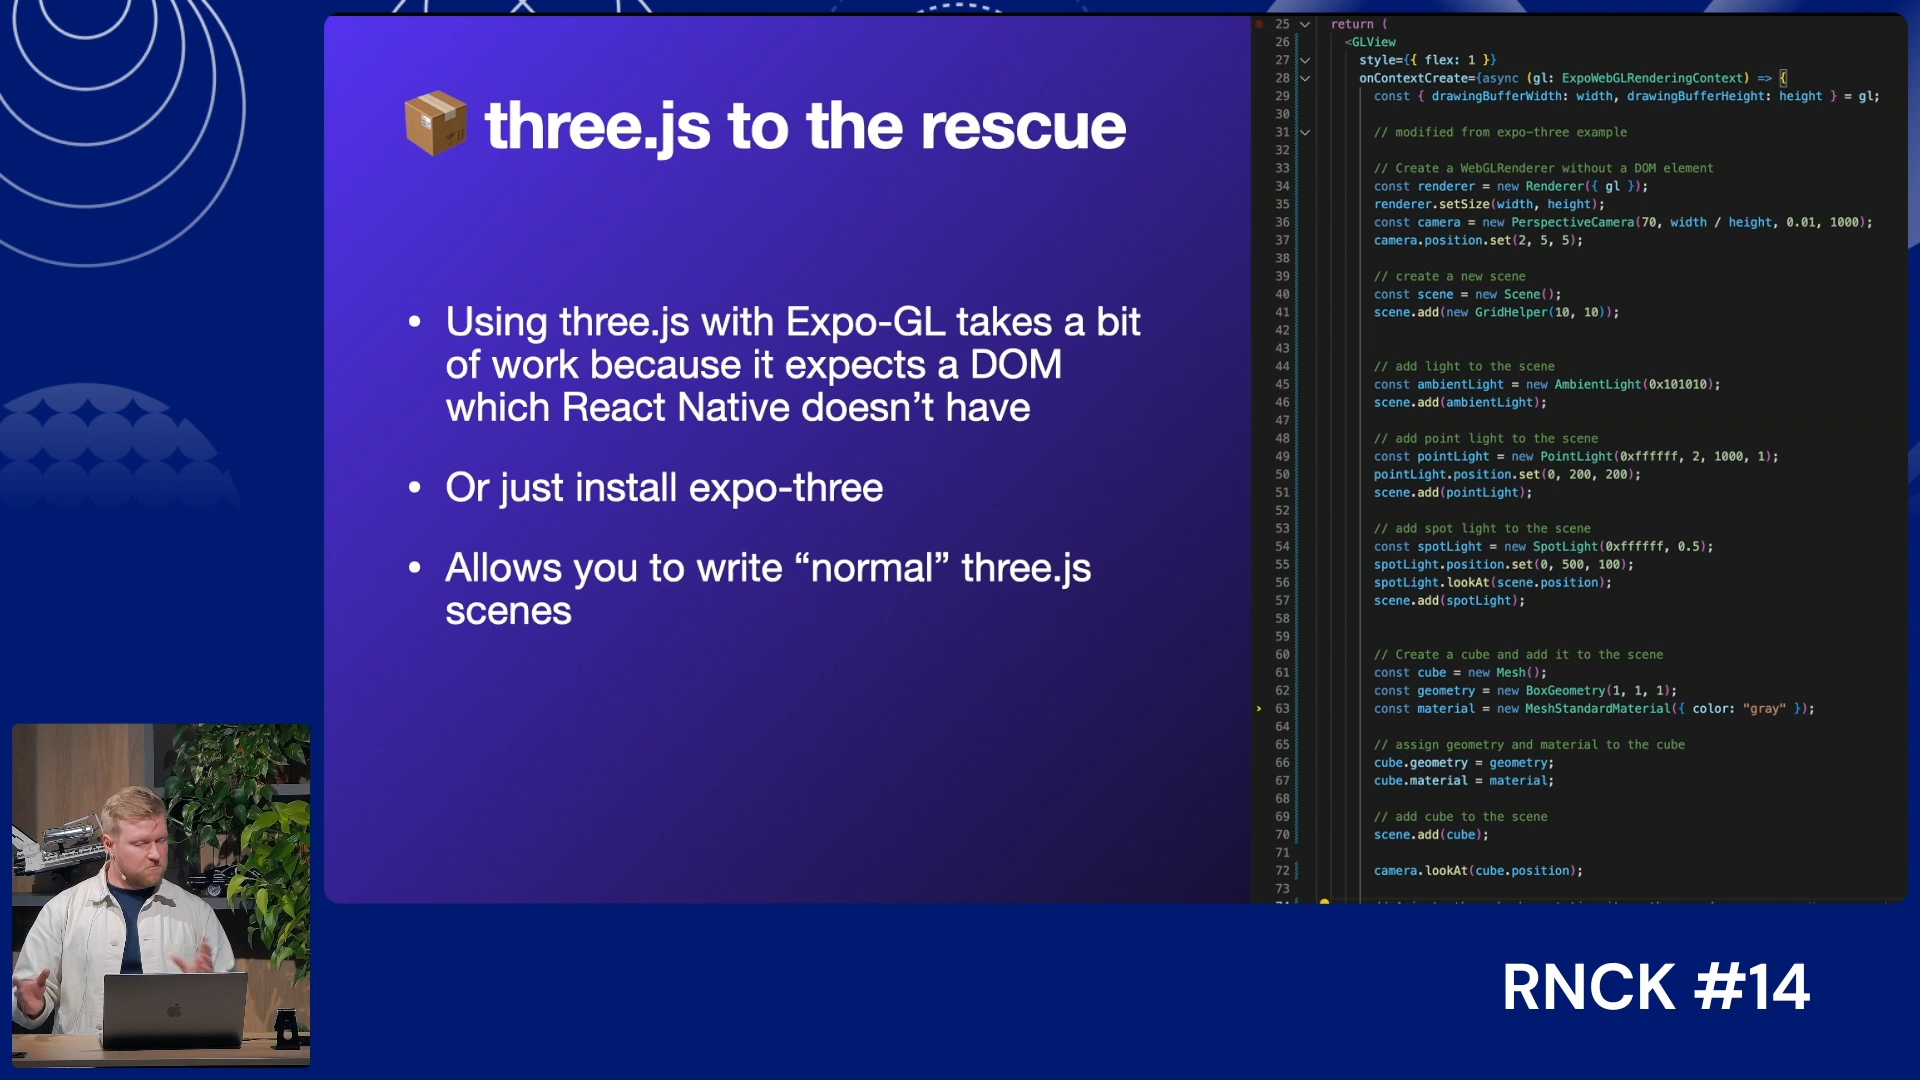 three.js to the rescue
• Using three.js with Expo-GL takes a bit
of work because it expects a DOM
which React Native doesn’t have
• Or just install expo-three
• Allows you to write “normal” three.js
scenes
25 return (
26 <GLView
27 style={{ flex: 1 }}
28 onContextCreate={async (gl: ExpoWebGLRenderingContext) => {
29 const { drawingBufferWidth: width, drawingBufferHeight: height } = gl;
30
31 // modified from expo-three example
32
33 // Create a WebGLRenderer without a DOM element
34 const renderer = new Renderer({ gl });
35 renderer.setSize(width, height);
36 const camera = new PerspectiveCamera(70, width / height, 0.01, 1000);
37 camera.position.set(2, 5, 5);
38
39 // create a new scene
40 const scene = new Scene();
41 scene.add(new GridHelper(10, 10));
42
43
44 // add light to the scene
45 const ambientLight = new AmbientLight(0x101010);
46 scene.add(ambientLight);
47
48 // add point light to the scene
49 const pointLight = new PointLight(0xffffff, 2, 1000, 1);
50 pointLight.position.set(0, 200, 200);
51 scene.add(pointLight);
52
53 // add spot light to the scene
54 const spotLight = new SpotLight(0xffffff, 0.5);
55 spotLight.position.set(0, 500, 100);
56 spotLight.lookAt(scene.position);
57 scene.add(spotLight);
58
59
60 // Create a cube and add it to the scene
61 const cube = new Mesh();
62 const geometry = new BoxGeometry(1, 1, 1);
63 const material = new MeshStandardMaterial({ color: "gray" });
64
65 // assign geometry and material to the cube
66 cube.geometry = geometry;
67 cube.material = material;
68
69 // add cube to the scene
70 scene.add(cube);
71
72 camera.lookAt(cube.position);
73
RNCK #14